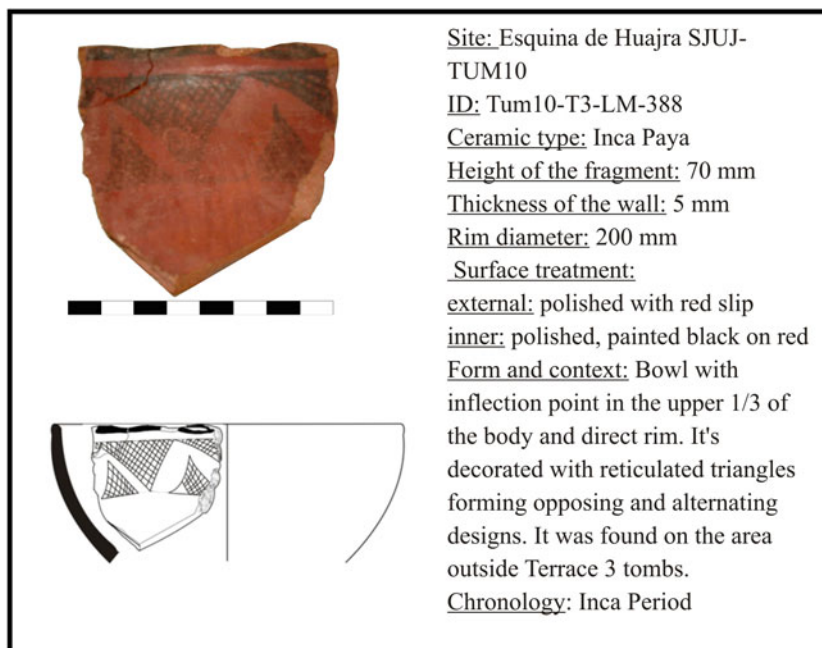 Site: Esquina de Huajra SJUJ-
TUM10
ID: Tum10-T3-LM-388
Ceramic type: Inca Paya
Height of the fragment: 70 mm
Thickness of the wall: 5 mm
Rim diameter: 200 mm
Surface treatment:
external: polished with red slip
inner: polished, painted black on red
Form and context: Bowl with
inflection point in the upper 1/3 of
the body and direct rim. It's
decorated with reticulated triangles
forming opposing and alternating
designs. It was found on the area
outside Terrace 3 tombs.
Chronology: Inca Period